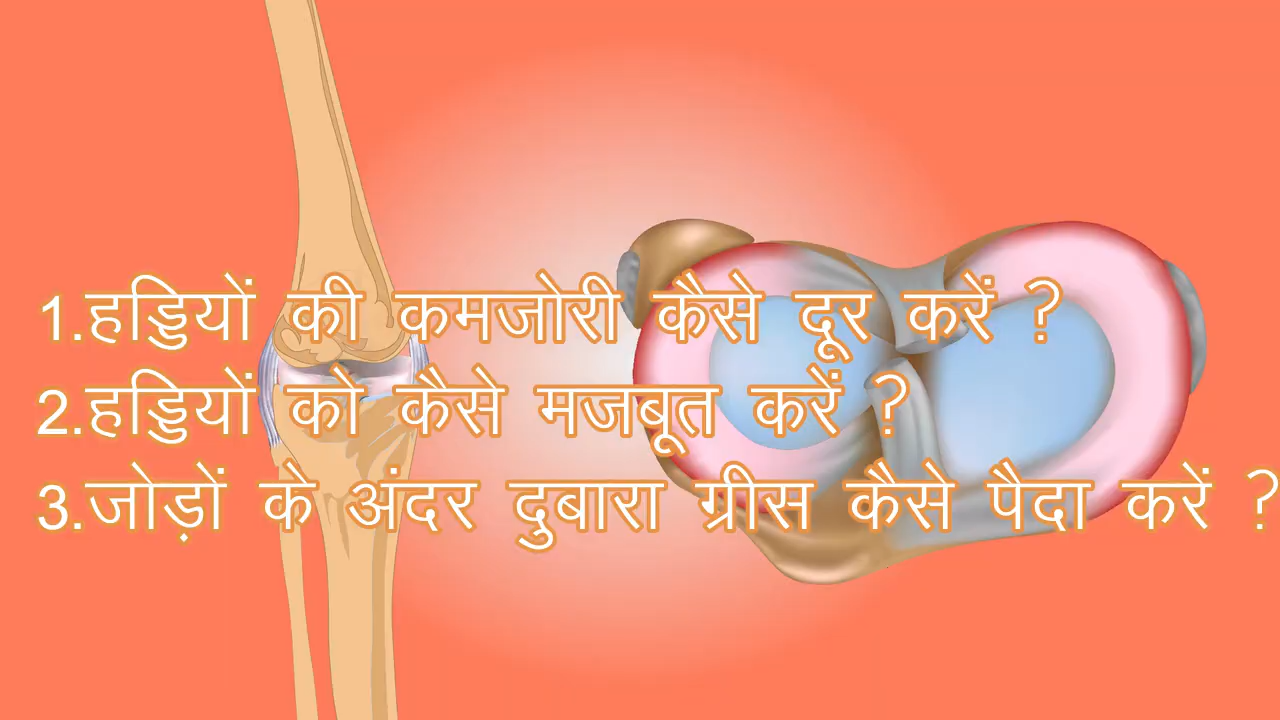 1.हड्डियों की कमजोरी कैसे दूर करें ?
2.हड्डियों को कैसे मजबूत करें ?
3.जोड़ों के अंदर दुबारा ग्रीस कैसे पैदा करें ?